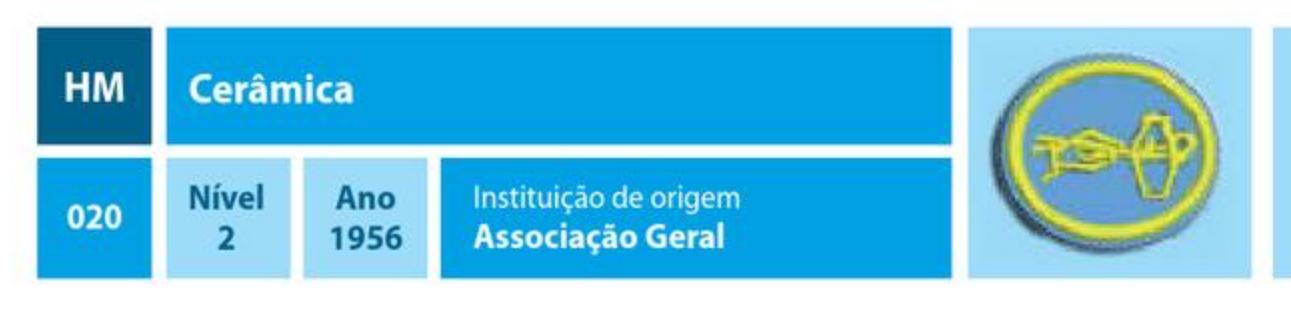 HM
Cerâmica
020
Nível
2
Ano
1956
Instituição de origem
Associação Geral